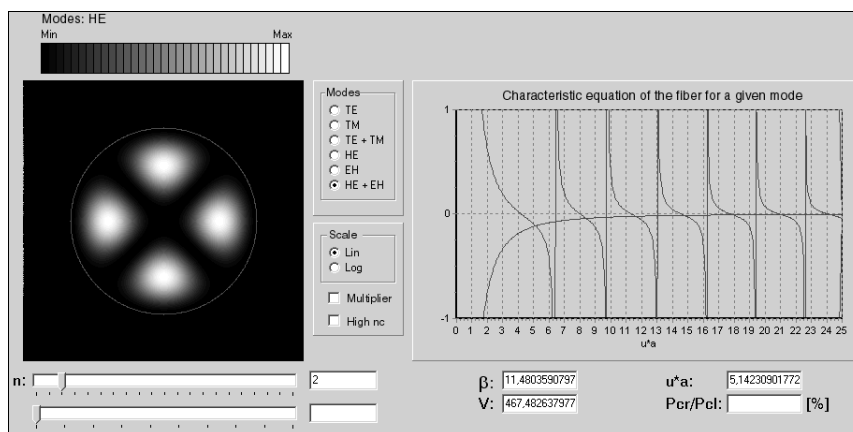 Modes: HE
Min Max
Modes
TE
TM
TE + TM
HE
EH
HE + EH
Scale
Lin
Log
Multiplier
High nc
Characteristic equation of the fiber for a given mode
1
0
-1
0 1 2 3 4 5 6 7 8 9 10 11 12 13 14 15 16 17 18 19 20 21 22 23 24 25
u*a
n: 2
β: 11,4803590797 u*a: 5,14230901772
V: 467,482637977 Pcr/Pcl: [%]